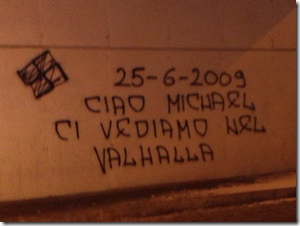 25-6-2009
CIAO MICHAEL
CI VEDIAMO NEL
VALHALLA